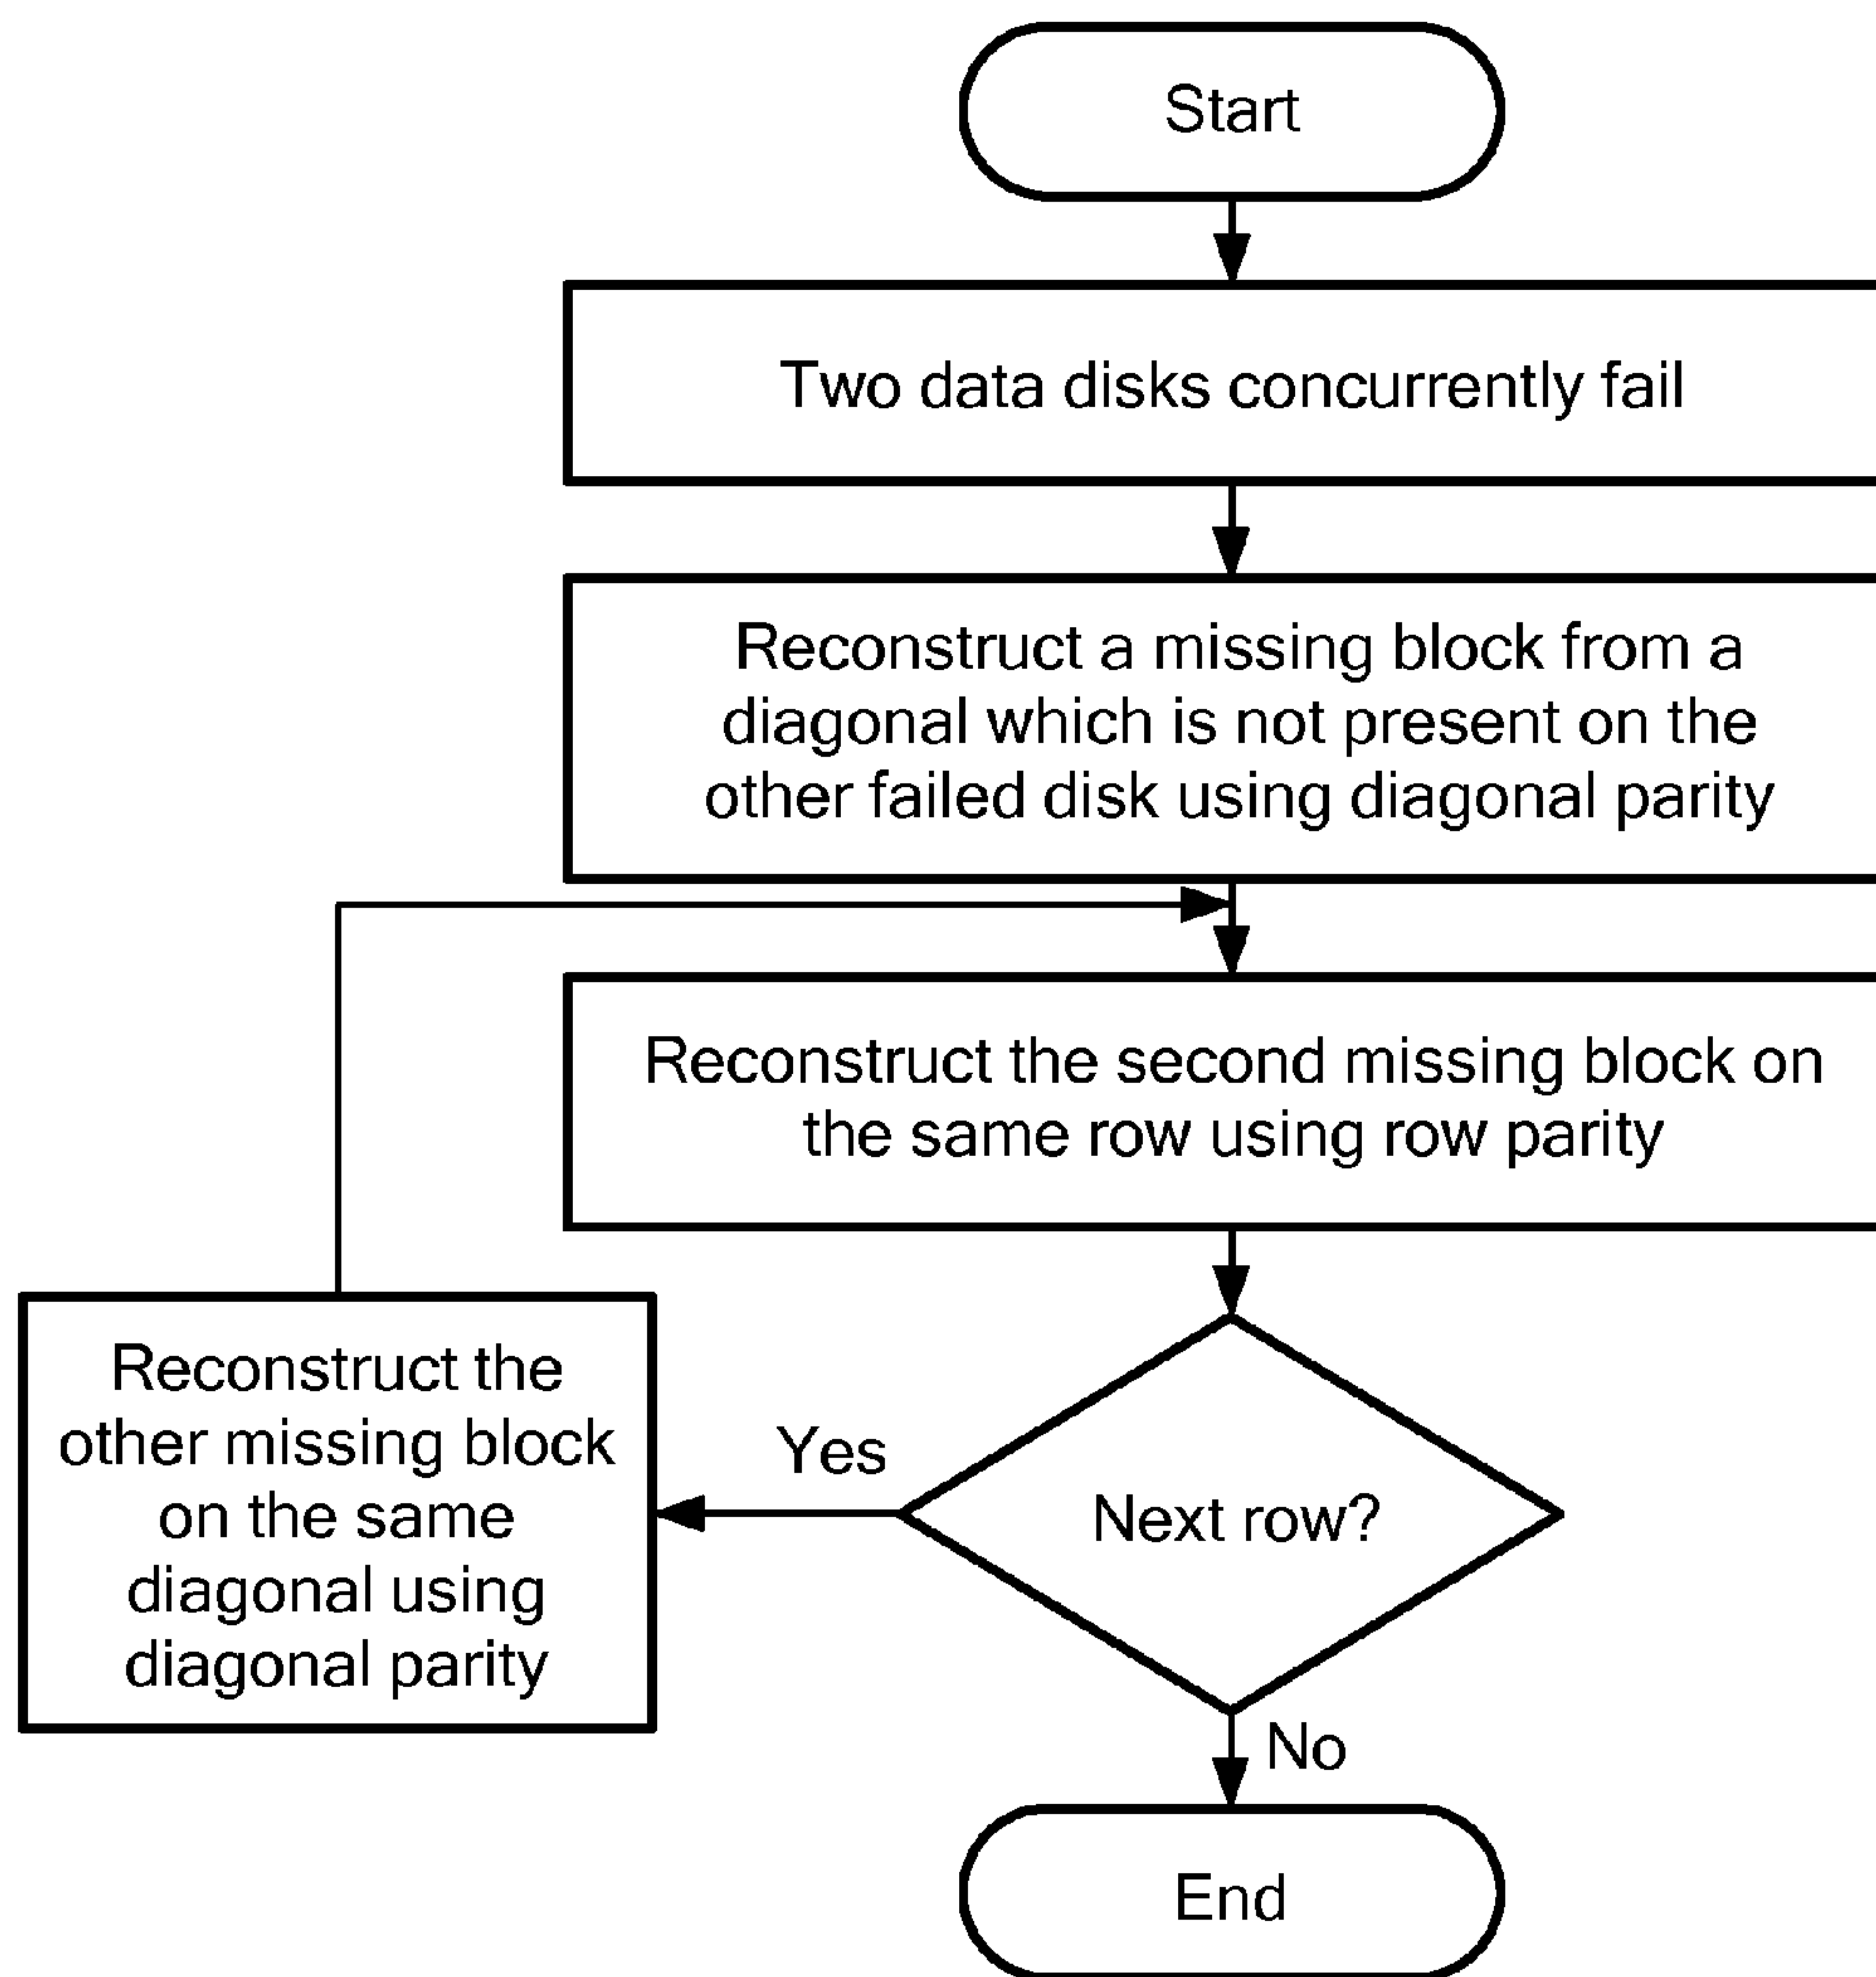 Start
Two data disks concurrently fail
Reconstruct a missing block from a
diagonal which is not present on the
other failed disk using diagonal parity
Reconstruct the second missing block on
the same row using row parity
Next row?
Yes
Reconstruct the
other missing block
on the same
diagonal using
diagonal parity
No
End